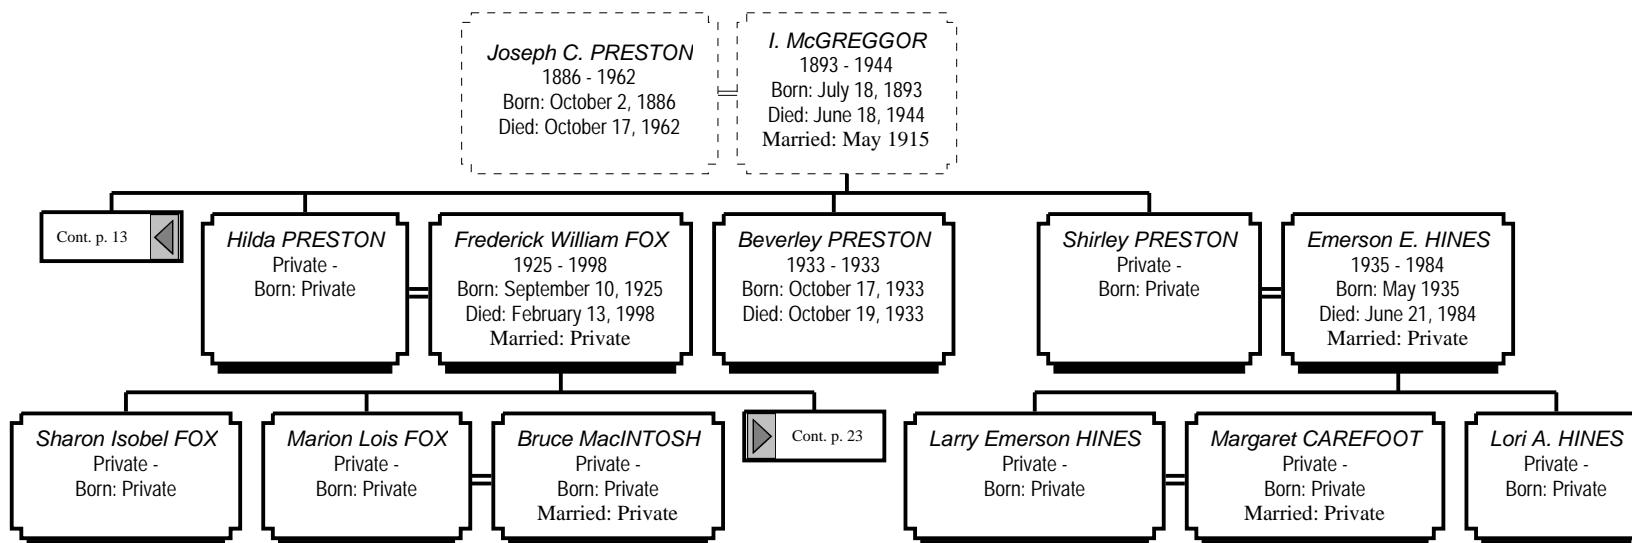 Joseph C. PRESTON
1886 - 1962
Born: October 2, 1886
Died: October 17, 1962
I. McGREGGOR
1893 - 1944
Born: July 18, 1893
Died: June 18, 1944
Married: May 1915
Cont. p. 13
Hilda PRESTON
Private -
Born: Private
Frederick William FOX
1925 - 1998
Born: September 10, 1925
Died: February 13, 1998
Married: Private
Beverley PRESTON
1933 - 1933
Born: October 17, 1933
Died: October 19, 1933
Shirley PRESTON
Private -
Born: Private
Emerson E. HINES
1935 - 1984
Born: May 1935
Died: June 21, 1984
Married: Private
Sharon Isobel FOX
Private -
Born: Private
Marion Lois FOX
Private -
Born: Private
Bruce MacINTOSH
Private -
Born: Private
Married: Private
Cont. p. 23
Larry Emerson HINES
Private -
Born: Private
Margaret CAREFOOT
Private -
Born: Private
Married: Private
Lori A. HINES
Private -
Born: Private